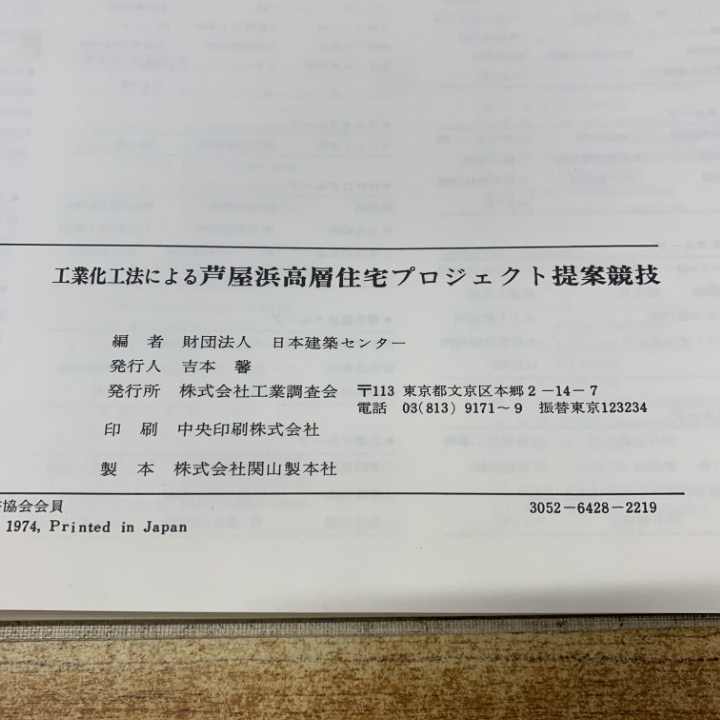 工業化工法による芦屋浜高層住宅プロジェクト提案競技
編 者 財団法人 日本建築センター
発行人 吉本 馨
発行所 株式会社工業調査会 〒113 東京都文京区本郷2-14-7
電話 03(813)9171~9 振替東京123234
印 刷 中央印刷株式会社
製 本 株式会社関山製本社
協会会員
1974, Printed in Japan
3052-6428-2219